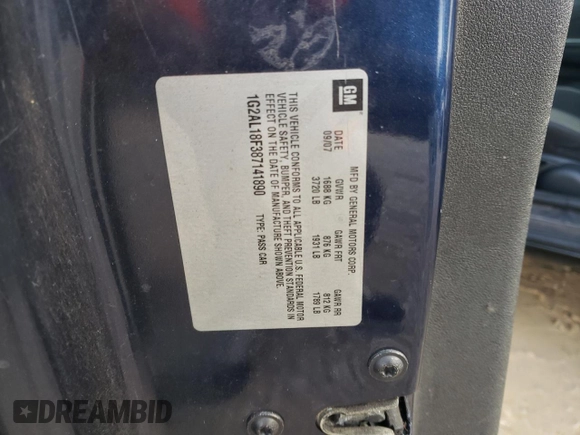 GM
MFD BY GENERAL MOTORS CORP
DATE GVWR GAWR FRT GAWR RR
09/07 1688 KG 876 KG 812 KG
3720 LB 1931 LB 1789 LB
THIS VEHICLE CONFORMS TO ALL APPLICABLE U.S. FEDERAL MOTOR
VEHICLE SAFETY, BUMPER, AND THEFT PREVENTION STANDARDS IN
EFFECT ON THE DATE OF MANUFACTURE SHOWN ABOVE.
1G2AL18F387141890 TYPE: PASS CAR
DREAMBID